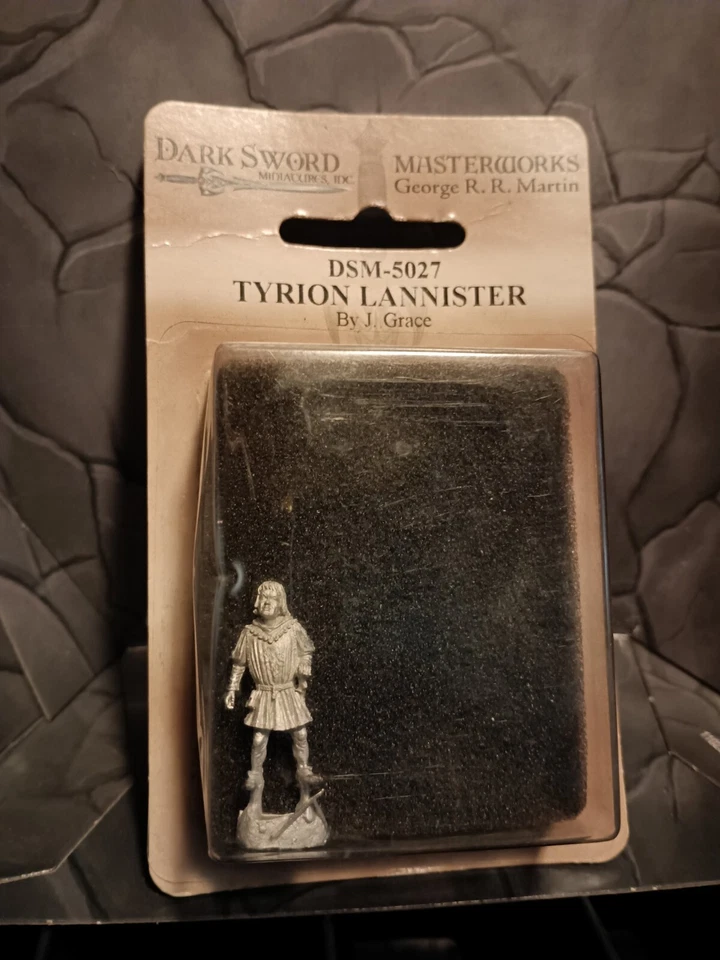 DARK SWORD
MINIATURES, INC.
MASTERWORKS
George R. R. Martin
DSM-5027
TYRION LANNISTER
By J. Grace